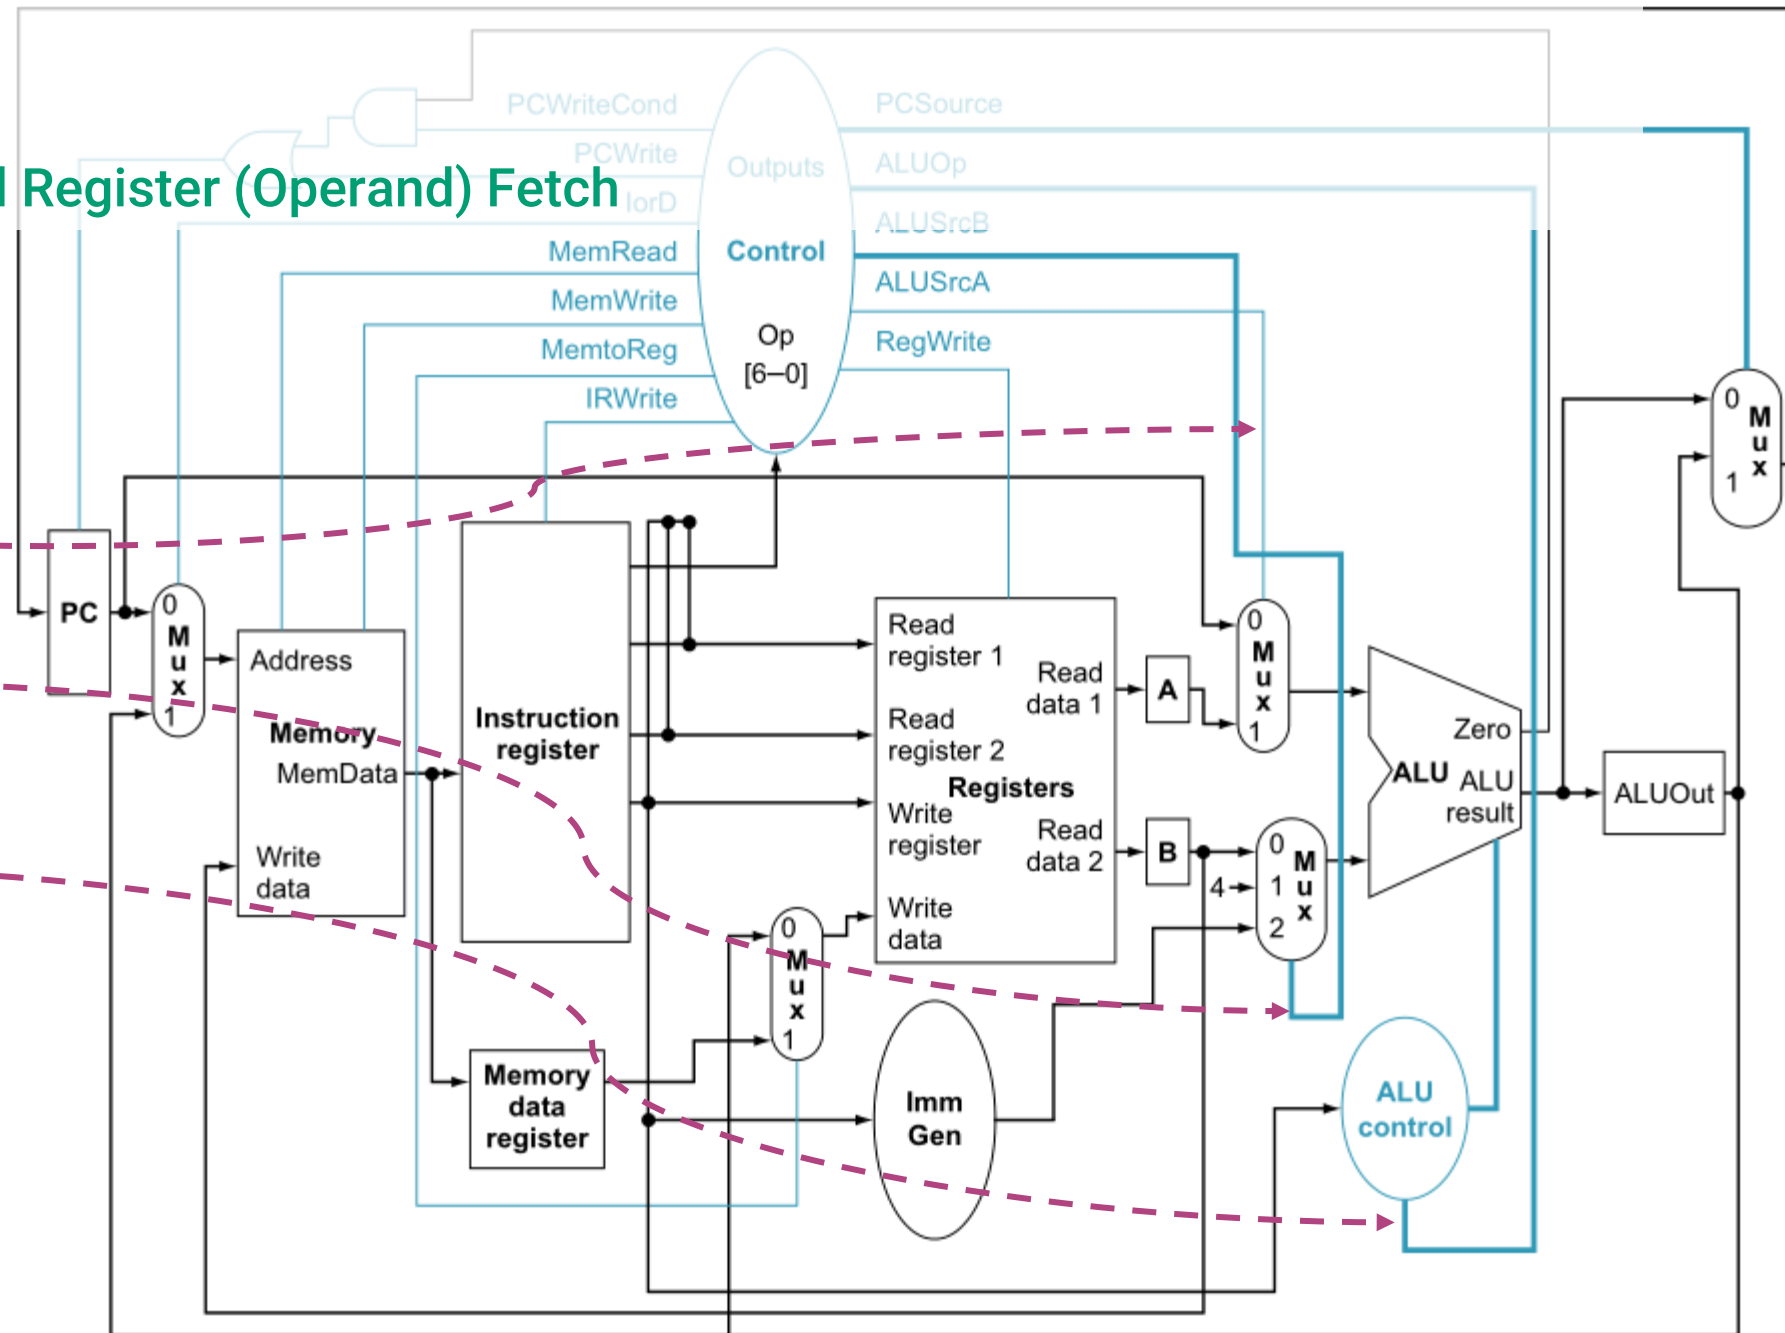 PCWriteCond
PCSource
PCWrite
Outputs
ALUOp
Register (Operand) Fetch
IorD
ALUSrcB
MemRead
Control
ALUSrcA
MemWrite
Op
MemtoReg
[6–0]
RegWrite
IRWrite
0
M
u
x
1
PC
0
M
u
x
1
Address
Memory
MemData
Write
data
Instruction
register
Read
register 1
Read
data 1
Read
register 2
Registers
Write
register
Read
data 2
Write
data
A
B
0
M
u
x
1
0
4
1
2
M
u
x
Zero
ALU
ALU
result
ALUOut
0
M
u
x
1
Memory
data
register
Imm
Gen
ALU
control